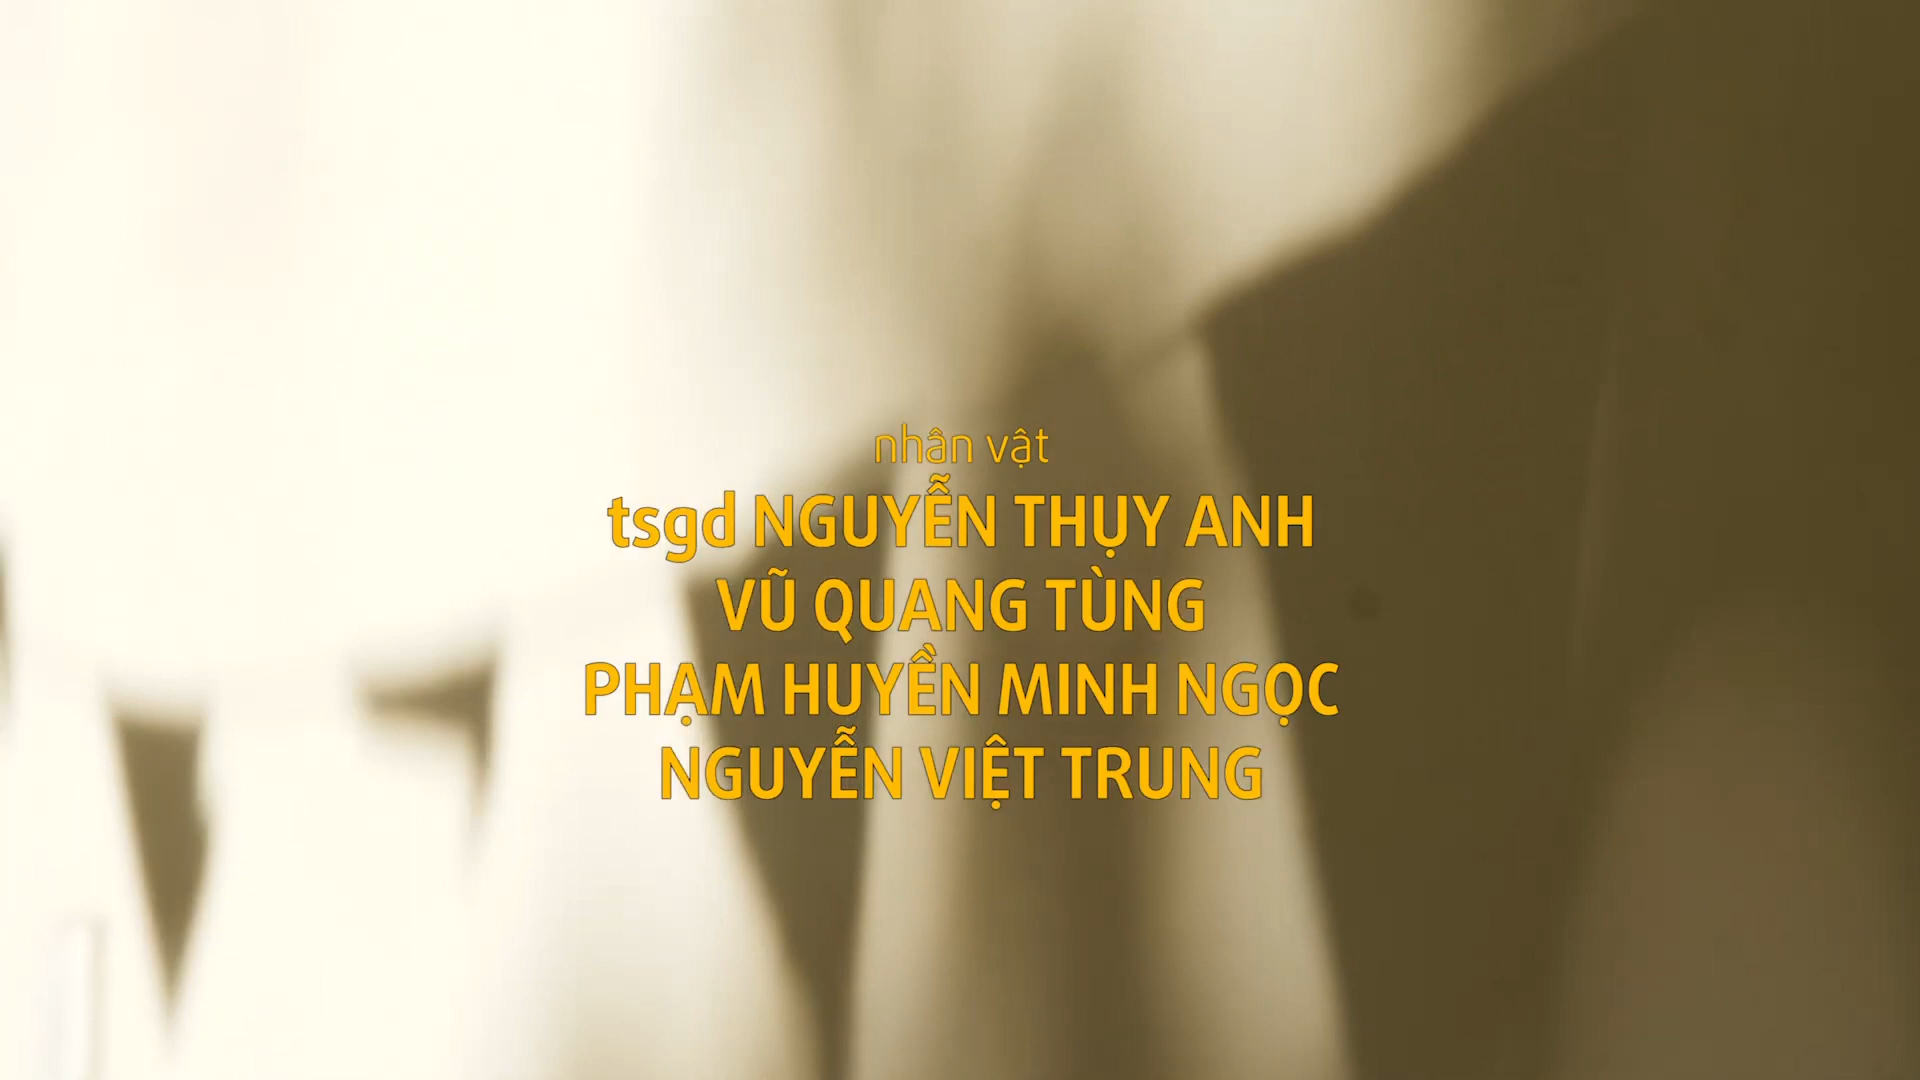 nhân vật
tsgd NGUYỄN THỤY ANH
VŨ QUANG TÙNG
PHẠM HUYỀN MINH NGỌC
NGUYỄN VIỆT TRUNG